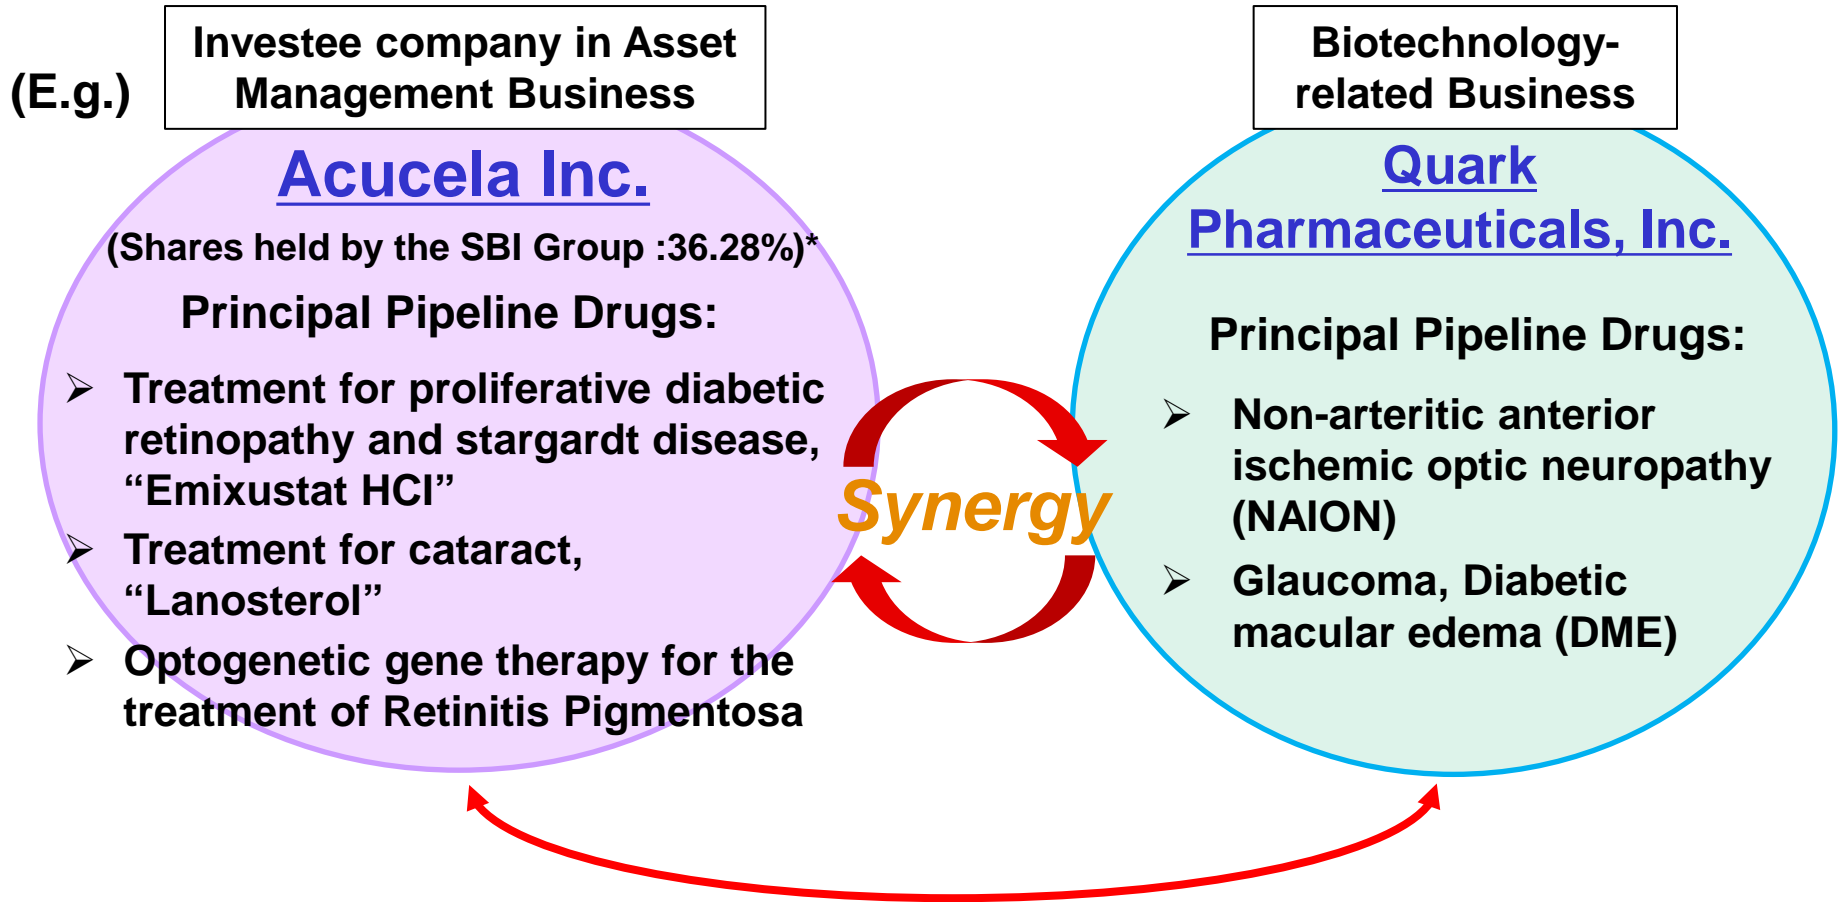 (E.g.)
Investee company in Asset
Management Business
Acucela Inc.
(Shares held by the SBI Group :36.28%)*
Principal Pipeline Drugs:
➢ Treatment for proliferative diabetic
retinopathy and stargardt disease,
“Emixustat HCl”
➢ Treatment for cataract,
“Lanosterol”
➢ Optogenetic gene therapy for the
treatment of Retinitis Pigmentosa
Synergy
Biotechnology-
related Business
Quark
Pharmaceuticals, Inc.
Principal Pipeline Drugs:
➢ Non-arteritic anterior
ischemic optic neuropathy
(NAION)
➢ Glaucoma, Diabetic
macular edema (DME)